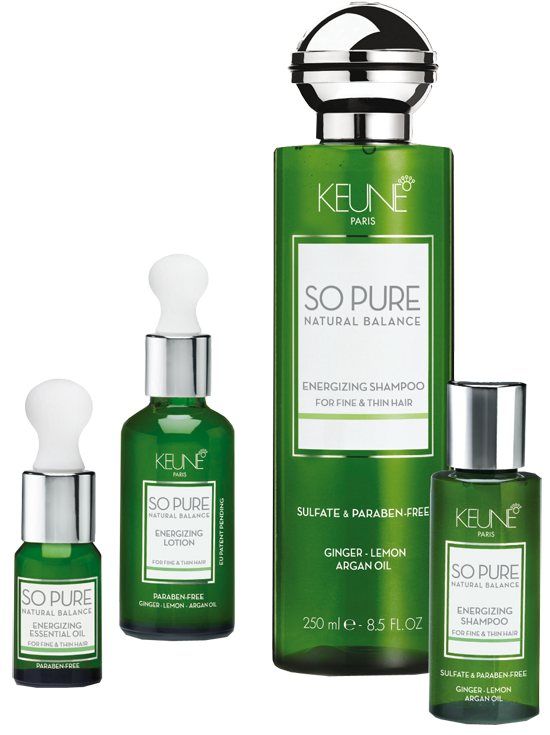 KEUNE
PARIS
SO PURE
NATURAL BALANCE
ENERGIZING SHAMPOO
FOR FINE & THIN HAIR
SULFATE & PARABEN-FREE
GINGER - LEMON
ARGAN OIL
250 ml e - 8.5 FL.OZ
KEUNE
PARIS
SO PURE
NATURAL BALANCE
ENERGIZING
LOTION
FOR FINE & THIN HAIR
EU PATENT PENDING
PARABEN-FREE
GINGER - LEMON - ARGAN OIL
SO PURE
NATURAL BALANCE
ENERGIZING
ESSENTIAL OIL
FOR FINE & THIN HAIR
PARABEN-FREE
KEUNE
PARIS
SO PURE
NATURAL BALANCE
ENERGIZING
SHAMPOO
FOR FINE & THIN HAIR
SULFATE & PARABEN-FREE
GINGER - LEMON
ARGAN OIL